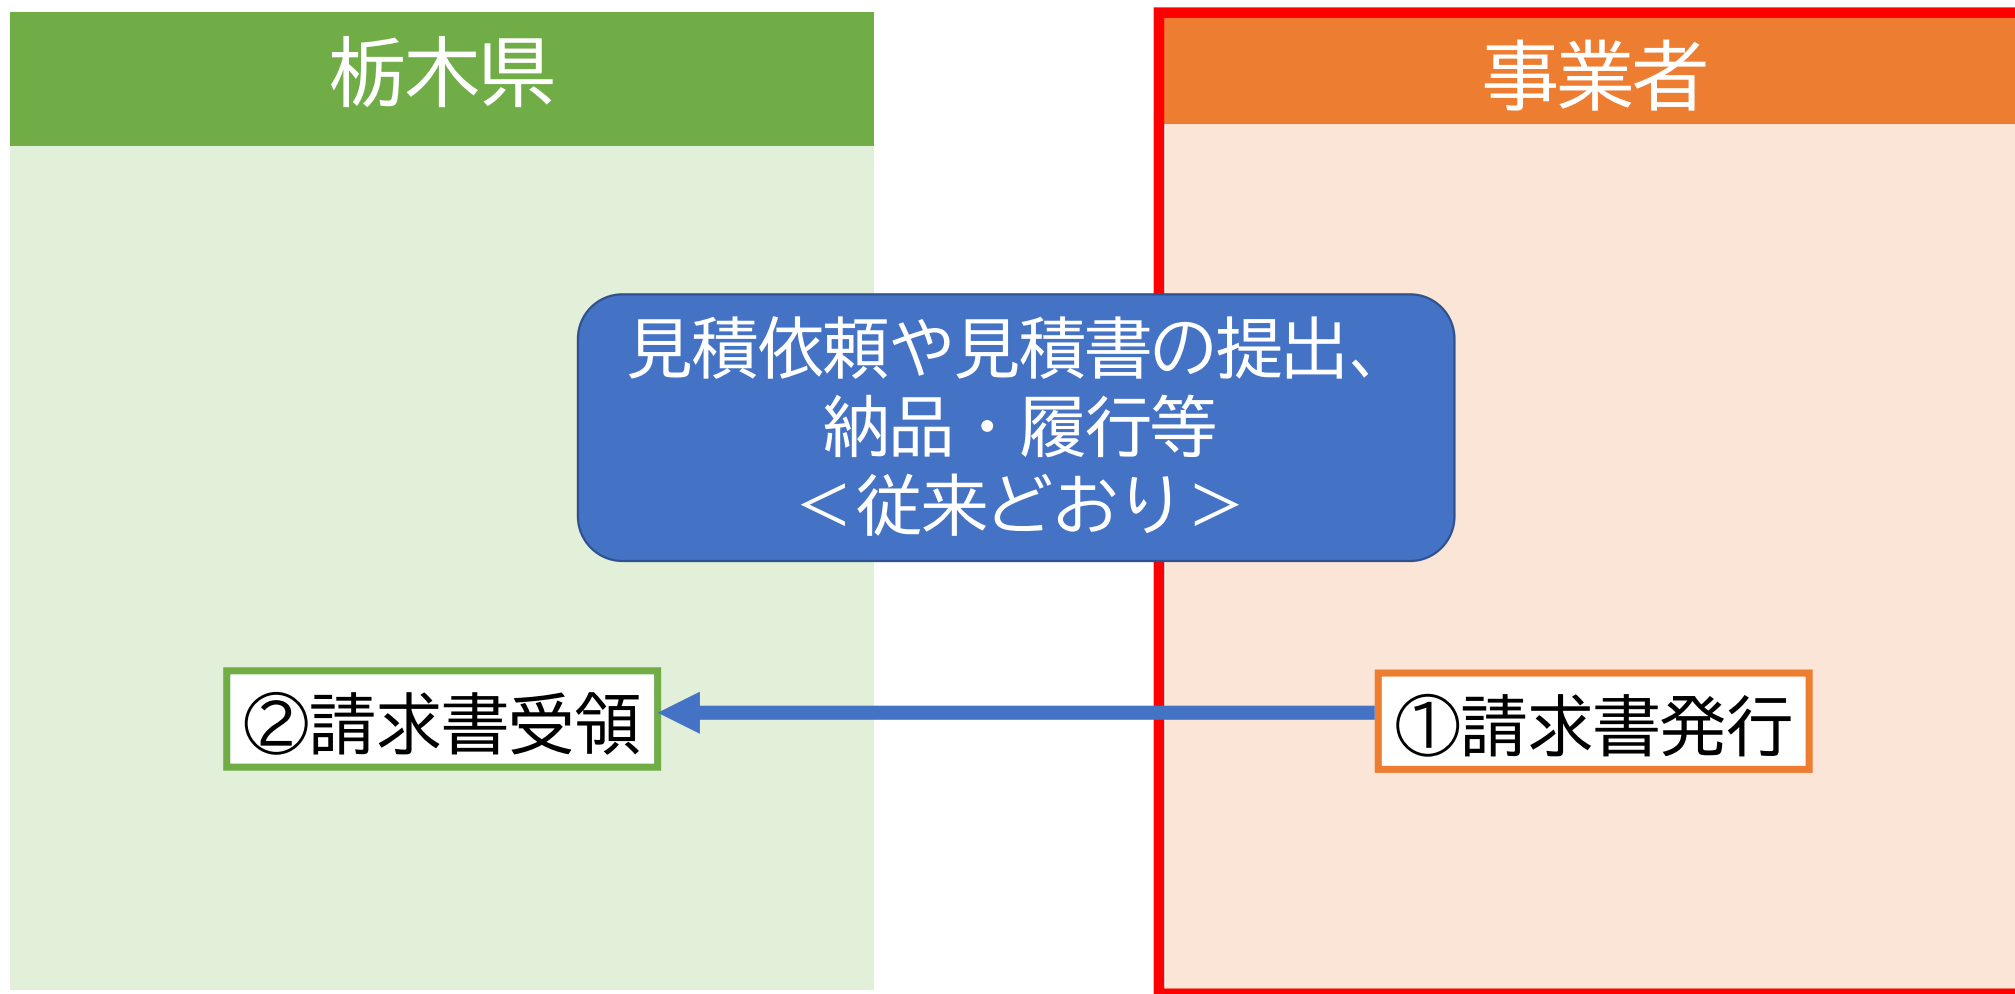 栃木県
事業者
見積依頼や見積書の提出、
納品・履行等
＜従来どおり＞
②請求書受領
①請求書発行